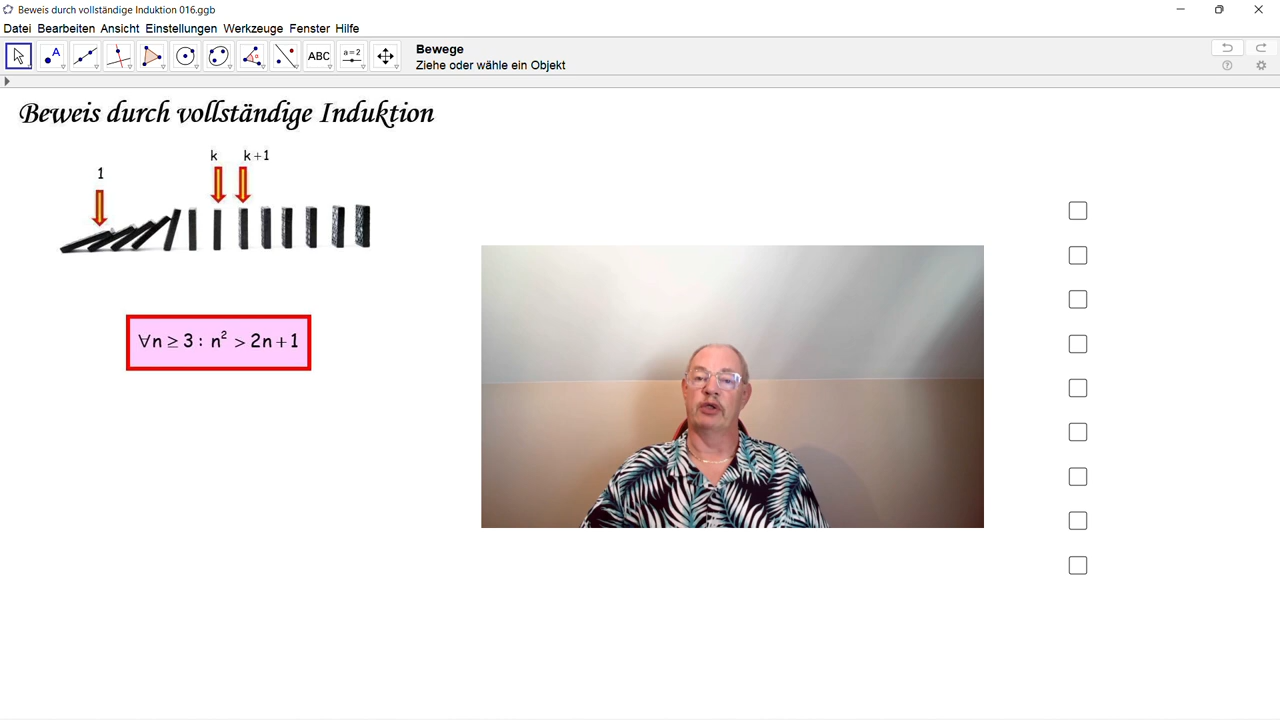 Beweis durch vollständige Induktion 016.ggb
Datei Bearbeiten Ansicht Einstellungen Werkzeuge Fenster Hilfe
A
α
ABC
a=2
Bewege
Ziehe oder wähle ein Objekt
Beweis durch vollständige Induktion
1
k
k+1
∀n ≥ 3 : n² > 2n+1